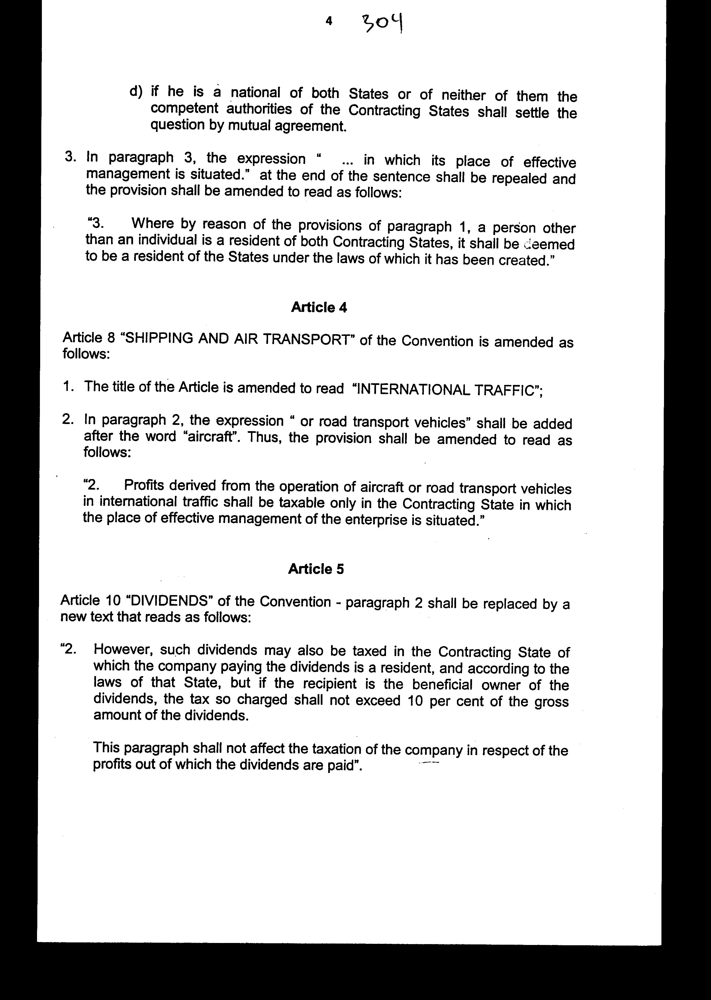 4 304
d) if he is a national of both States or of neither of them the
competent authorities of the Contracting States shall settle the
question by mutual agreement.
3. In paragraph 3, the expression “ ... in which its place of effective
management is situated.” at the end of the sentence shall be repealed and
the provision shall be amended to read as follows:
“3. Where by reason of the provisions of paragraph 1, a person other
than an individual is a resident of both Contracting States, it shall be deemed
to be a resident of the States under the laws of which it has been created.”
Article 4
Article 8 “SHIPPING AND AIR TRANSPORT” of the Convention is amended as
follows:
1. The title of the Article is amended to read “INTERNATIONAL TRAFFIC”;
2. In paragraph 2, the expression “ or road transport vehicles” shall be added
after the word “aircraft”. Thus, the provision shall be amended to read as
follows:
“2. Profits derived from the operation of aircraft or road transport vehicles
in international traffic shall be taxable only in the Contracting State in which
the place of effective management of the enterprise is situated.”
Article 5
Article 10 “DIVIDENDS” of the Convention - paragraph 2 shall be replaced by a
new text that reads as follows:
“2. However, such dividends may also be taxed in the Contracting State of
which the company paying the dividends is a resident, and according to the
laws of that State, but if the recipient is the beneficial owner of the
dividends, the tax so charged shall not exceed 10 per cent of the gross
amount of the dividends.
This paragraph shall not affect the taxation of the company in respect of the
profits out of which the dividends are paid”.